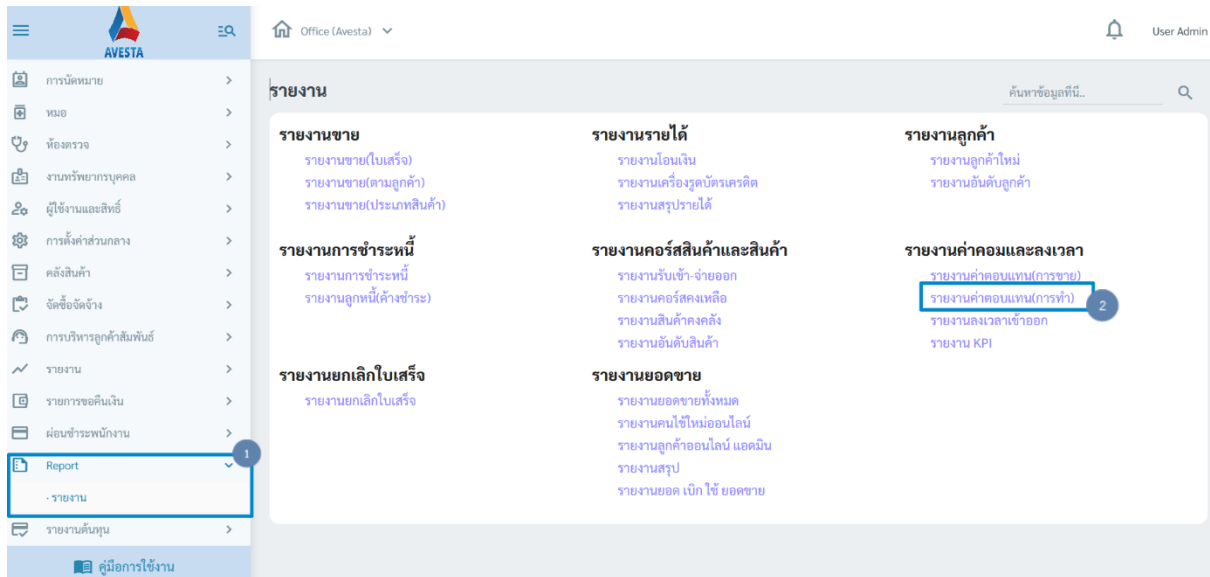 AVESTA
Office (Avesta)
User Admin
การนัดหมาย
หมอ
ห้องตรวจ
งานทรัพยากรบุคคล
ผู้ใช้งานและสิทธิ์
การตั้งค่าส่วนกลาง
คลังสินค้า
จัดซื้อจัดจ้าง
การบริหารลูกค้าสัมพันธ์
รายงาน
รายการขอคืนเงิน
ผ่อนชำระพนักงาน
Report
1
· รายงาน
รายงานต้นทุน
คู่มือการใช้งาน
รายงาน
ค้นหาข้อมูลที่นี่..
รายงานขาย
รายงานขาย(ใบเสร็จ)
รายงานขาย(ตามลูกค้า)
รายงานขาย(ประเภทสินค้า)
รายงานรายได้
รายงานโอนเงิน
รายงานเครื่องรูดบัตรเครดิต
รายงานสรุปรายได้
รายงานลูกค้า
รายงานลูกค้าใหม่
รายงานอันดับลูกค้า
รายงานการชำระหนี้
รายงานการชำระหนี้
รายงานลูกหนี้(ค้างชำระ)
รายงานคอร์สสินค้าและสินค้า
รายงานรับเข้า-จ่ายออก
รายงานคอร์สคงเหลือ
รายงานสินค้าคงคลัง
รายงานอันดับสินค้า
รายงานค่าคอมและลงเวลา
รายงานค่าตอบแทน(การขาย)
รายงานค่าตอบแทน(การทำ)
2
รายงานลงเวลาเข้าออก
รายงาน KPI
รายงานยกเลิกใบเสร็จ
รายงานยกเลิกใบเสร็จ
รายงานยอดขาย
รายงานยอดขายทั้งหมด
รายงานคนไข้ใหม่ออนไลน์
รายงานลูกค้าออนไลน์ แอดมิน
รายงานสรุป
รายงานยอด เบิก ใช้ ยอดขาย